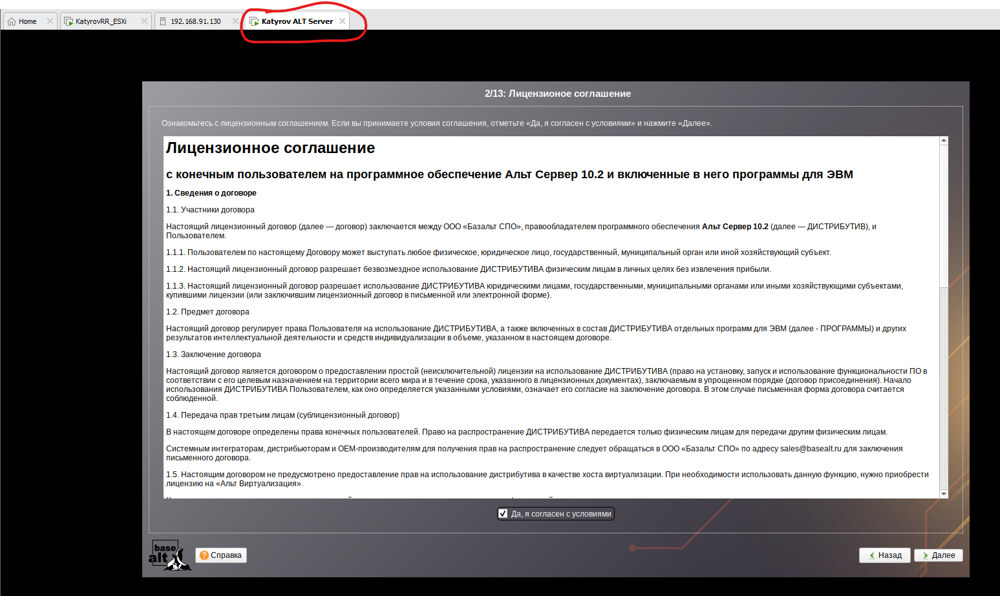 Home
KatyrovRR_ESXi
192.168.91.130
Katyrov ALT Server
2/13: Лицензионое соглашение
Ознакомьтесь с лицензионным соглашением. Если вы принимаете условия соглашения, отметьте «Да, я согласен с условиями» и нажмите «Далее».
Лицензионное соглашение
с конечным пользователем на программное обеспечение Альт Сервер 10.2 и включенные в него программы для ЭВМ
1. Сведения о договоре
1.1. Участники договора
Настоящий лицензионный договор (далее — договор) заключается между ООО «Базальт СПО», правообладателем программного обеспечения Альт Сервер 10.2 (далее — ДИСТРИБУТИВ), и
Пользователем.
1.1.1. Пользователем по настоящему Договору может выступать любое физическое, юридическое лицо, государственный, муниципальный орган или иной хозяйствующий субъект.
1.1.2. Настоящий лицензионный договор разрешает безвозмездное использование ДИСТРИБУТИВА физическим лицам в личных целях без извлечения прибыли.
1.1.3. Настоящий лицензионный договор разрешает использование ДИСТРИБУТИВА юридическими лицами, государственными, муниципальными органами или иными хозяйствующими субъектами,
купившими лицензии (или заключившим лицензионный договор в письменной или электронной форме).
1.2. Предмет договора
Настоящий договор регулирует права Пользователя на использование ДИСТРИБУТИВА, а также включенных в состав ДИСТРИБУТИВА отдельных программ для ЭВМ (далее - ПРОГРАММЫ) и других
результатов интеллектуальной деятельности и средств индивидуализации в объеме, указанном в настоящем договоре.
1.3. Заключение договора
Настоящий договор является договором о предоставлении простой (неисключительной) лицензии на использование ДИСТРИБУТИВА (право на установку, запуск и использование функциональности ПО в
соответствии с его целевым назначением на территории всего мира и в течение срока, указанного в лицензионных документах), заключаемым в упрощенном порядке (договор присоединения). Начало
использования ДИСТРИБУТИВА Пользователем, как оно определяется указанными условиями, означает его согласие на заключение договора. В этом случае письменная форма договора считается
соблюденной.
1.4. Передача прав третьим лицам (сублицензионный договор)
В настоящем договоре определены права конечных пользователей. Право на распространение ДИСТРИБУТИВА передается только физическим лицам для передачи другим физическим лицам.
Системным интеграторам, дистрибьюторам и OEM-производителям для получения прав на распространение следует обращаться в ООО «Базальт СПО» по адресу sales@basealt.ru для заключения
письменного договора.
1.5. Настоящим договором не предусмотрено предоставление прав на использование дистрибутива в качестве хоста виртуализации. При необходимости использовать данную функцию, нужно приобрести
лицензию на «Альт Виртуализация».
Да, я согласен с условиями
base
alt
Справка
Назад
Далее